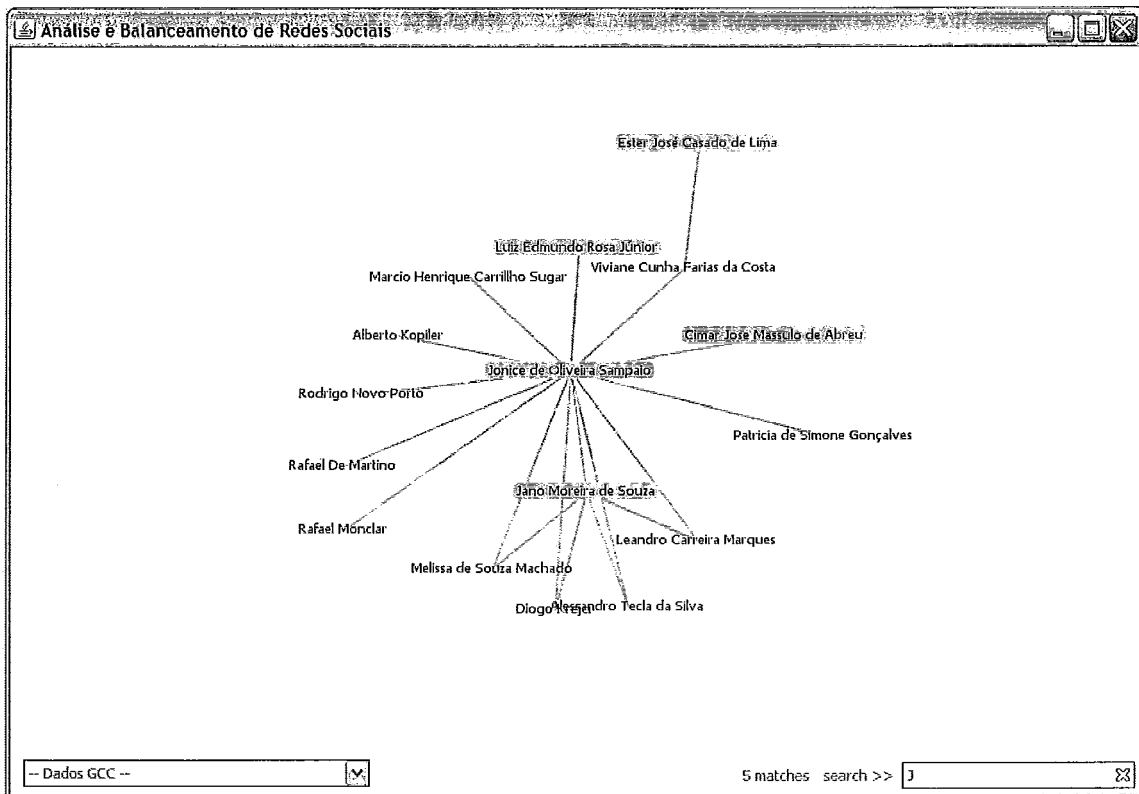 Análise e Balanceamento de Redes Sociais
Ester José Casado de Lima
Luiz Edmundo Rosa Júnior
Viviane Cunha Farias da Costa
Marcio Henrique Carrillho Sugar
Alberto Kopiler
Cimar José Massulo de Abreu
Jonice de Oliveira Sampaio
Rodrigo Novo Porto
Patricia de Simone Gonçalves
Rafael De Martino
Jano Moreira de Souza
Rafael Monclar
Leandro Carreira Marques
Melissa de Souza Machado
Diogo
Alessandro Tecla da Silva
-- Dados GCC --
5 matches search >> J